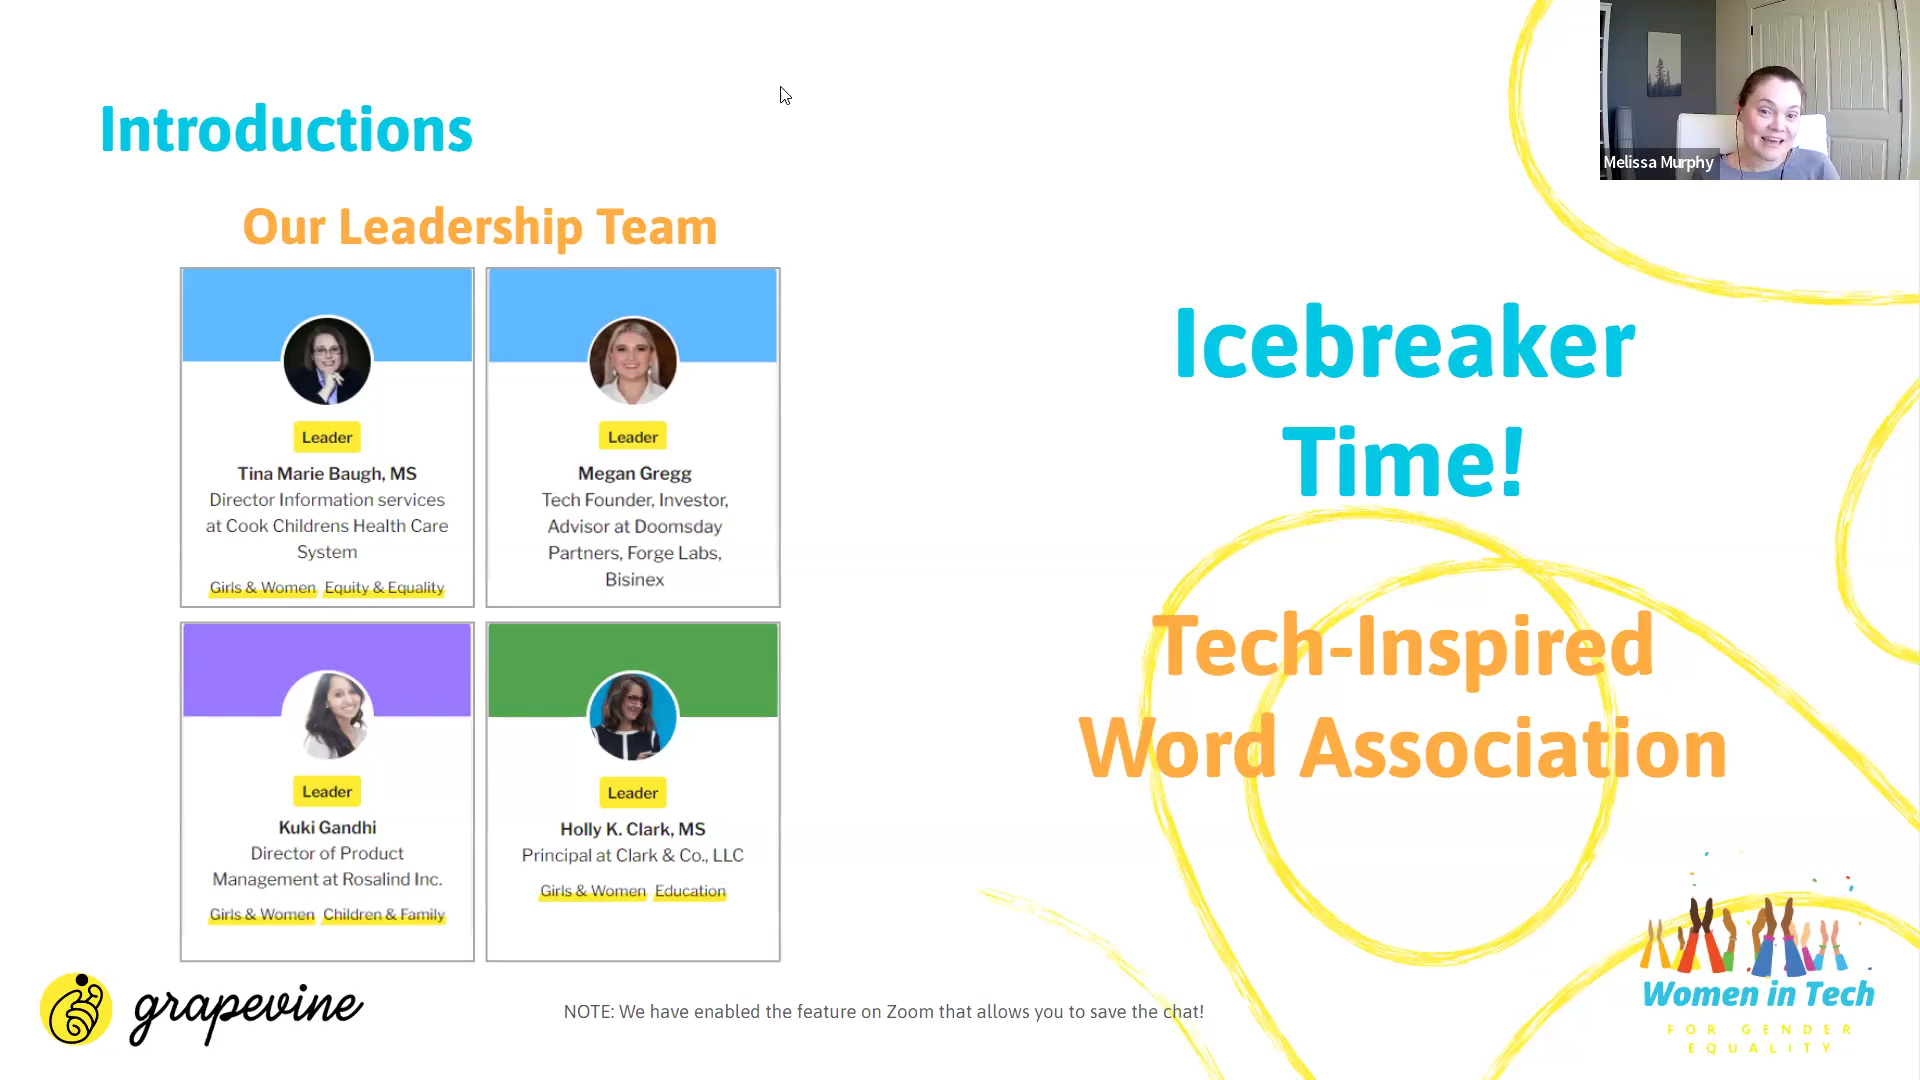 Introductions
Our Leadership Team
Leader
Tina Marie Baugh, MS
Director Information services
at Cook Childrens Health Care
System
Girls & Women Equity & Equality
Leader
Megan Gregg
Tech Founder, Investor,
Advisor at Doomsday
Partners, Forge Labs,
Bisinex
Leader
Kuki Gandhi
Director of Product
Management at Rosalind Inc.
Girls & Women Children & Family
Leader
Holly K. Clark, MS
Principal at Clark & Co., LLC
Girls & Women Education
Melissa Murphy
Icebreaker
Time!
Tech-Inspired
Word Association
grapevine
NOTE: We have enabled the feature on Zoom that allows you to save the chat!
Women in Tech
FOR GENDER
EQUALITY